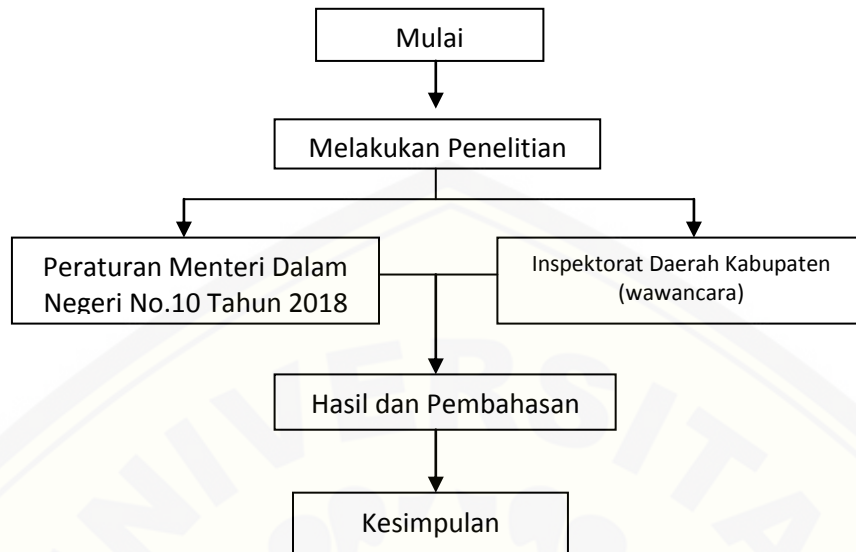 Mulai
Melakukan Penelitian
Peraturan Menteri Dalam
Negeri No.10 Tahun 2018
Inspektorat Daerah Kabupaten
(wawancara)
Hasil dan Pembahasan
Kesimpulan
UNIVERSITA